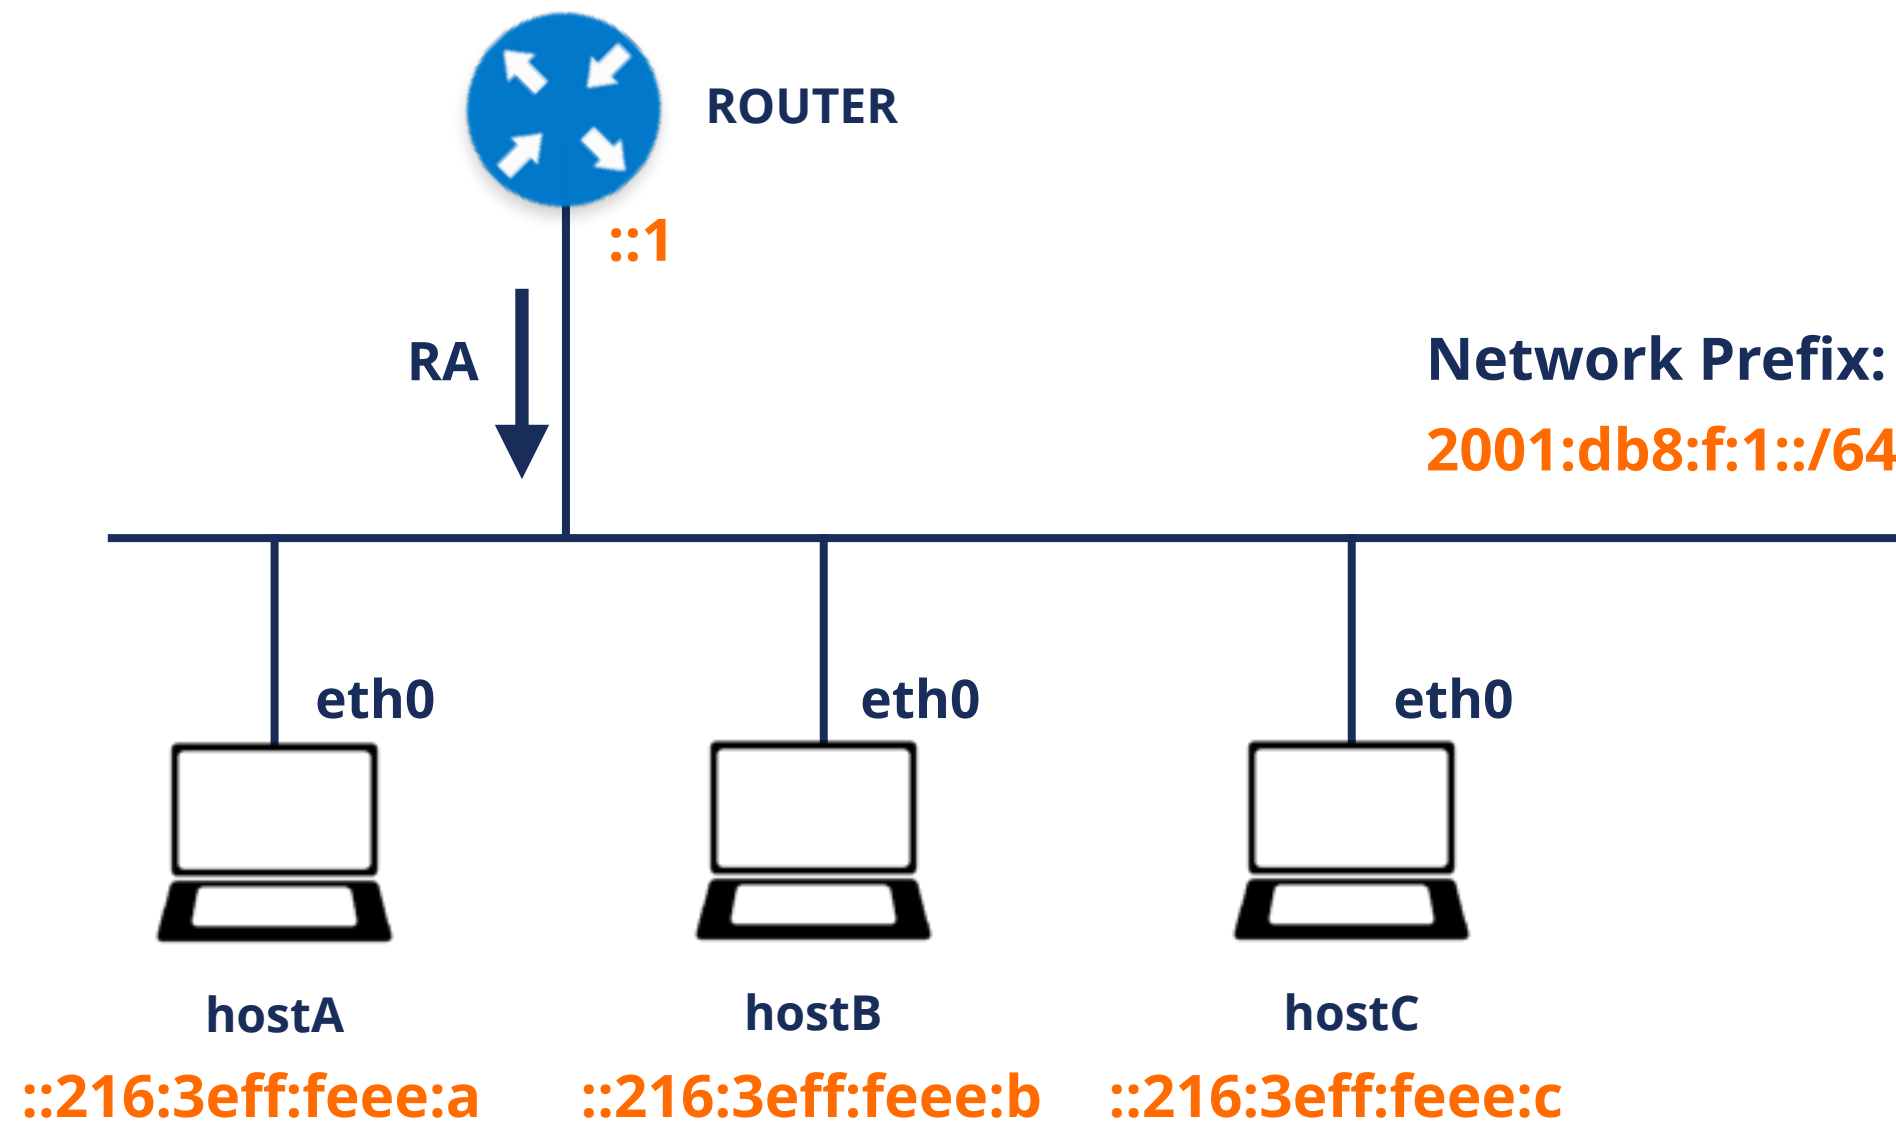 ROUTER
::1
RA
Network Prefix:
2001:db8:f:1::/64
eth0
eth0
eth0
hostA
hostB
hostC
::216:3eff:feee:a
::216:3eff:feee:b
::216:3eff:feee:c